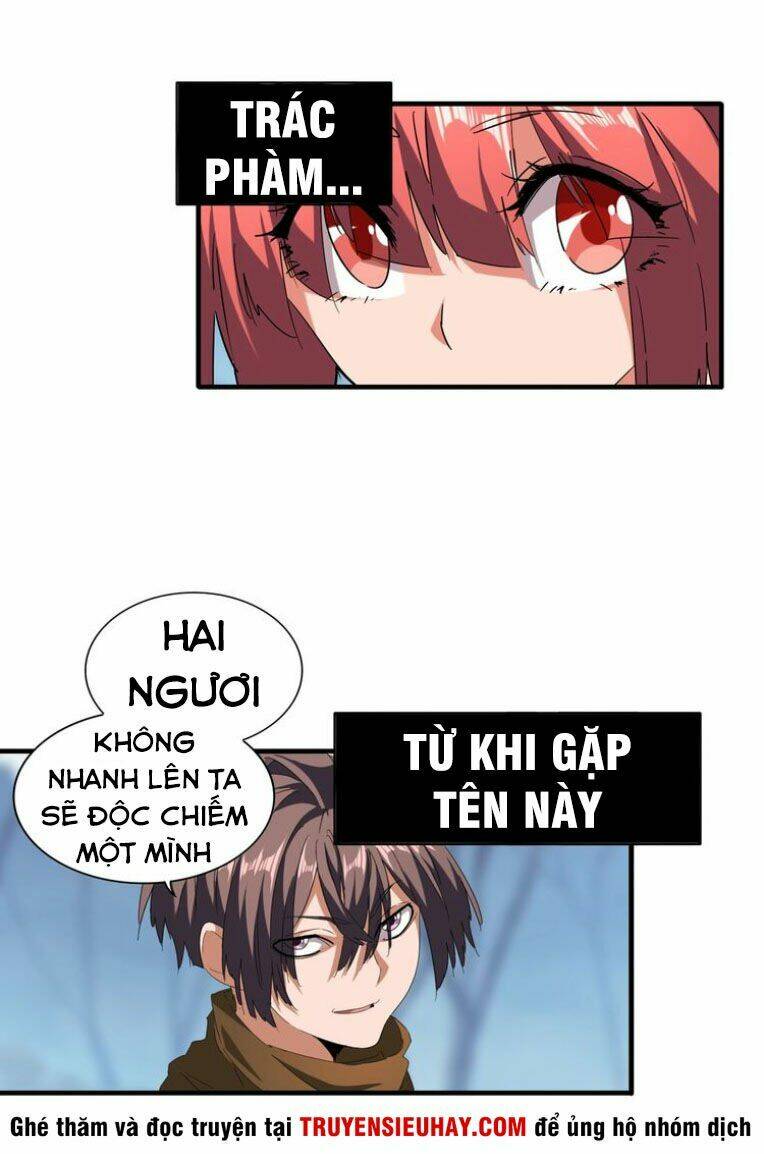 TRÁC
PHÀM...
HAI
NGƯƠI
KHÔNG
NHANH LÊN TA
SẼ ĐỘC CHIẾM
MỘT MÌNH
TỪ KHI GẶP
TÊN NÀY
Ghé thăm và đọc truyện tại TRUYENSIEUHAY.COM để ủng hộ nhóm dịch